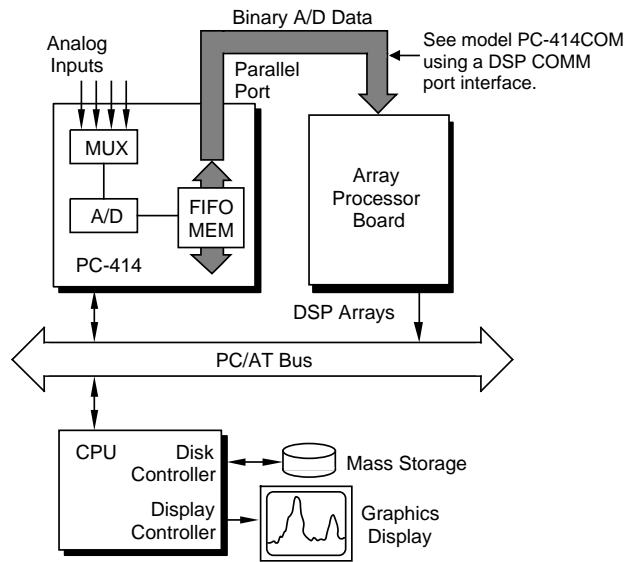 Binary A/D Data
Analog
Inputs
Parallel
Port
See model PC-414COM
using a DSP COMM
port interface.
MUX
A/D
FIFO
MEM
PC-414
Array
Processor
Board
DSP Arrays
PC/AT Bus
CPU
Disk
Controller
Mass Storage
Display
Controller
Graphics
Display